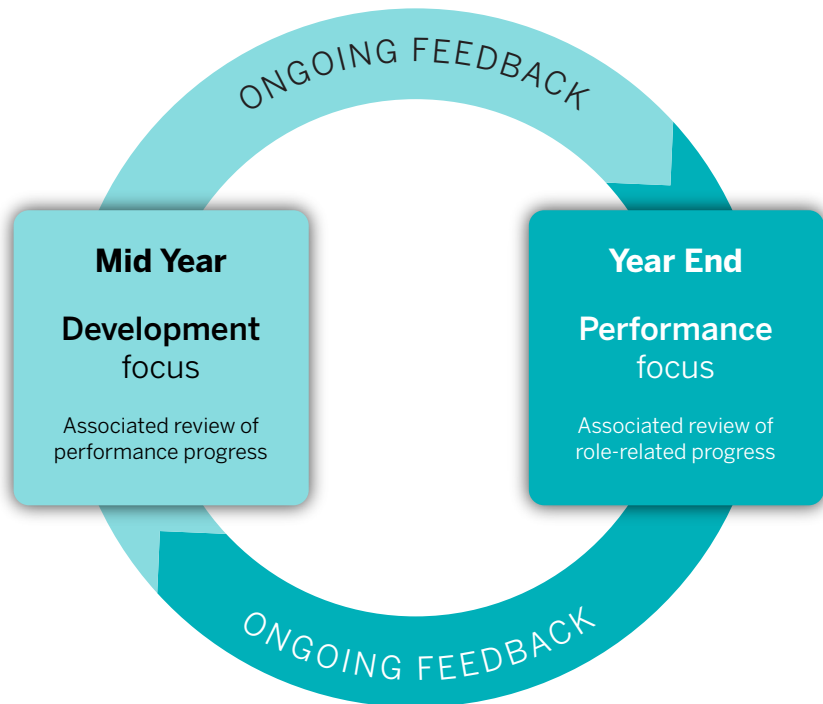 ONGOING FEEDBACK
Mid Year
Development
focus
Associated review of
performance progress
Year End
Performance
focus
Associated review of
role-related progress
ONGOING FEEDBACK